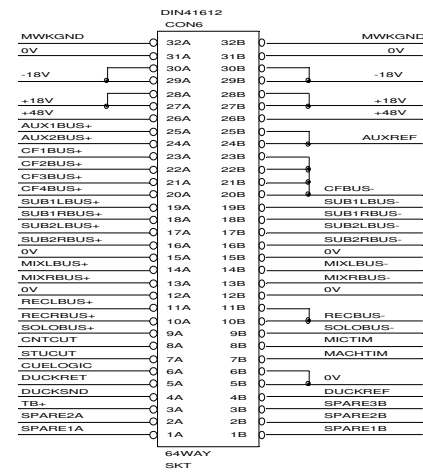 DIN41612
CON6
MWKGND 32A 32B MWKGND
0V 31A 31B 0V
30A 30B
-18V 29A 29B -18V
28A 28B
+18V 27A 27B +18V
+48V 26A 26B +48V
AUX1BUS+ 25A 25B
AUX2BUS+ 24A 24B AUXREF
CF1BUS+ 23A 23B
CF2BUS+ 22A 22B
CF3BUS+ 21A 21B
CF4BUS+ 20A 20B CFBUS-
SUB1LBUS+ 19A 19B SUB1LBUS-
SUB1RBUS+ 18A 18B SUB1RBUS-
SUB2LBUS+ 17A 17B SUB2LBUS-
SUB2RBUS+ 16A 16B SUB2RBUS-
0V 15A 15B 0V
MIXLBUS+ 14A 14B MIXLBUS-
MIXRBUS+ 13A 13B MIXRBUS-
0V 12A 12B 0V
RECLBUS+ 11A 11B
RECRBUS+ 10A 10B RECBUS-
SOLOBUS+ 9A 9B SOLOBUS-
CNTCUT 8A 8B MICTIM
STUCUT 7A 7B MACHTIM
CUELOGIC 6A 6B
DUCKRET 5A 5B 0V
DUCKSND 4A 4B DUCKREF
TB+ 3A 3B SPARE3B
SPARE2A 2A 2B SPARE2B
SPARE1A 1A 1B SPARE1B
64WAY
SKT